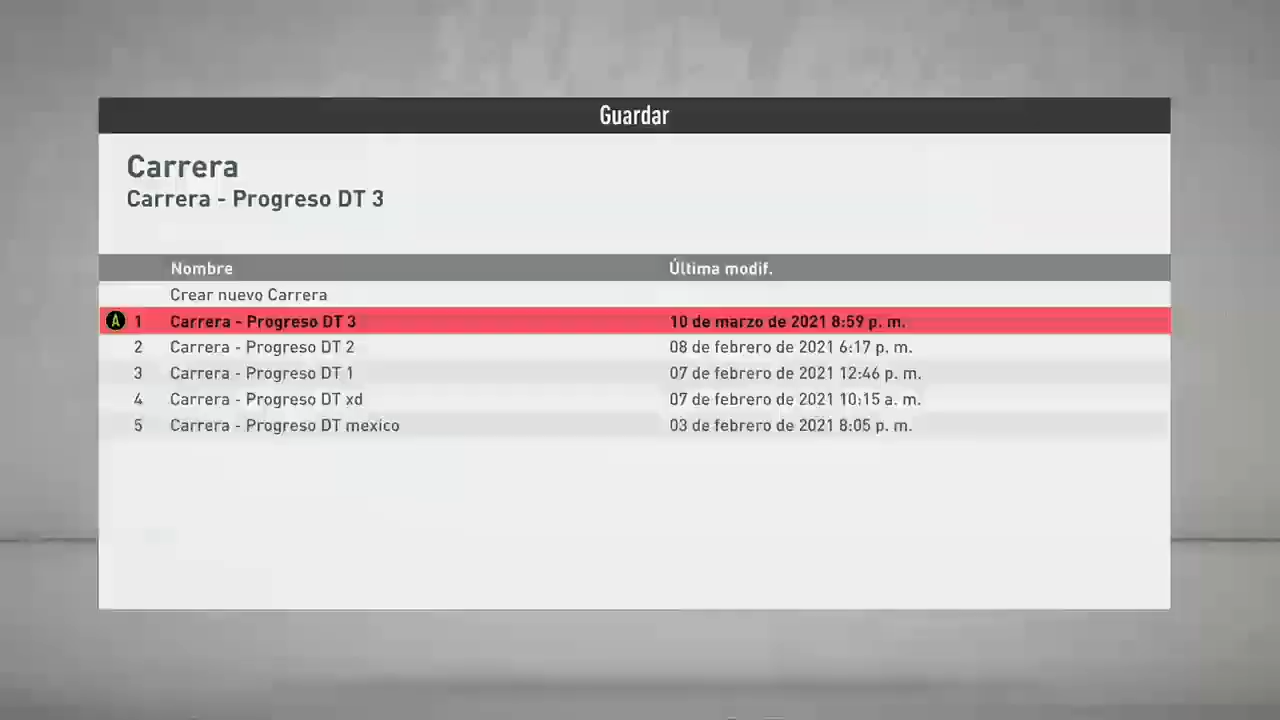 Guardar
Carrera
Carrera - Progreso DT 3
Nombre Última modif.
Crear nuevo Carrera
A 1 Carrera - Progreso DT 3 10 de marzo de 2021 8:59 p. m.
2 Carrera - Progreso DT 2 08 de febrero de 2021 6:17 p. m.
3 Carrera - Progreso DT 1 07 de febrero de 2021 12:46 p. m.
4 Carrera - Progreso DT xd 07 de febrero de 2021 10:15 a. m.
5 Carrera - Progreso DT mexico 03 de febrero de 2021 8:05 p. m.